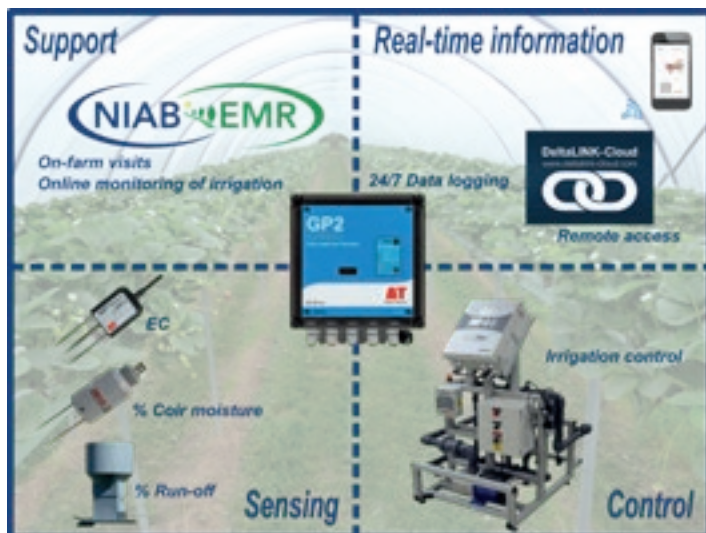 Support
NIAB EMR
On-farm visits
Online monitoring of irrigation
Real-time information
DeltaLINK-Cloud
24/7 Data logging
Remote access
GP2
EC
% Coir moisture
% Run-off
Sensing
Irrigation control
Control